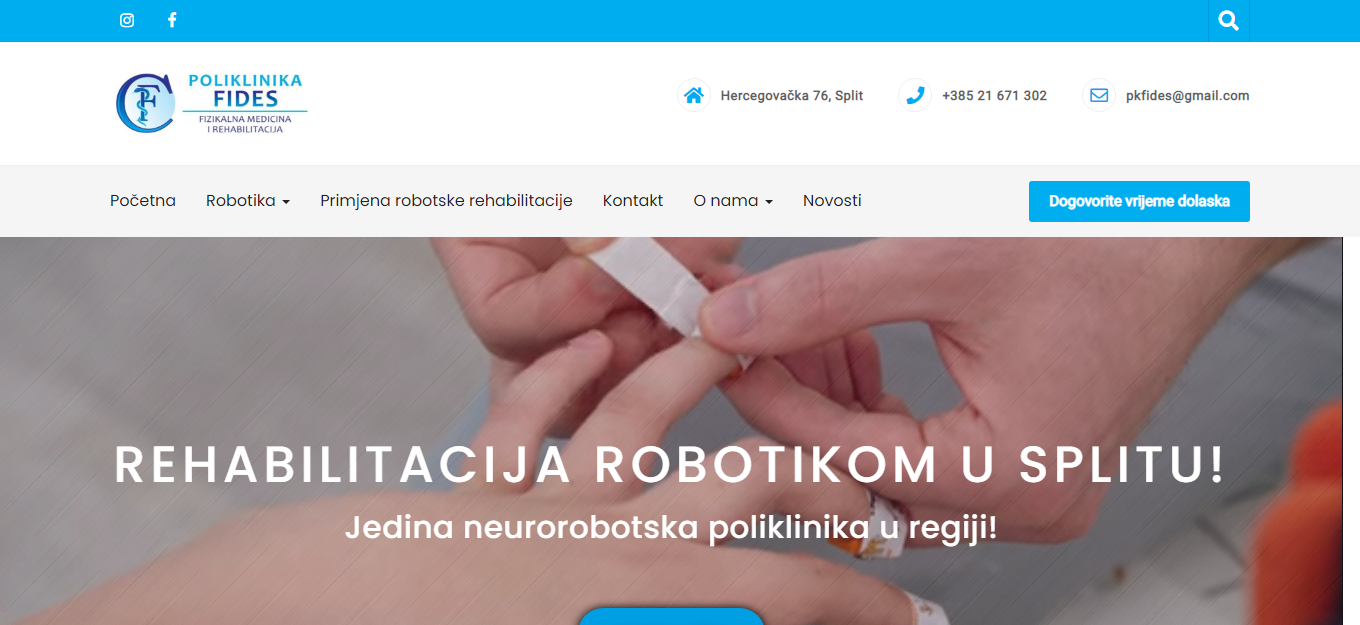 POLIKLINIKA
FIDES
FIZIKALNA MEDICINA
I REHABILITACIJA
Hercegovačka 76, Split
+385 21 671 302
pkfides@gmail.com
Početna Robotika Primjena robotske rehabilitacije Kontakt O nama Novosti Dogovorite vrijeme dolaska
REHABILITACIJA ROBOTIKOM U SPLITU!
Jedina neurorobotska poliklinika u regiji!